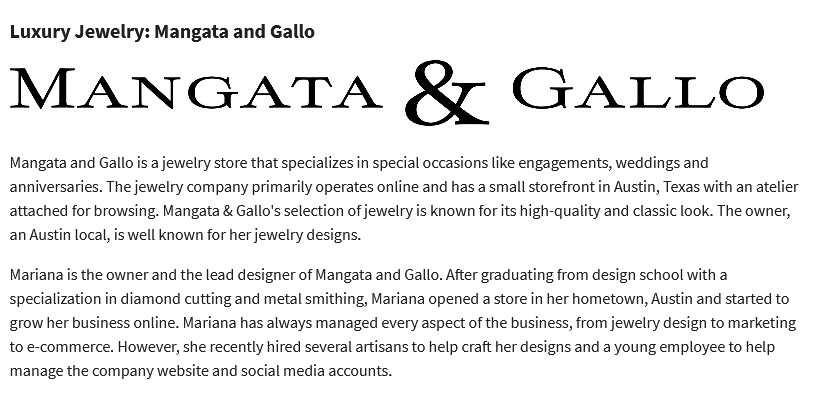 Luxury Jewelry: Mangata and Gallo
MANGATA & GALLO
Mangata and Gallo is a jewelry store that specializes in special occasions like engagements, weddings and
anniversaries. The jewelry company primarily operates online and has a small storefront in Austin, Texas with an atelier
attached for browsing. Mangata & Gallo's selection of jewelry is known for its high-quality and classic look. The owner,
an Austin local, is well known for her jewelry designs.
Mariana is the owner and the lead designer of Mangata and Gallo. After graduating from design school with a
specialization in diamond cutting and metal smithing, Mariana opened a store in her hometown, Austin and started to
grow her business online. Mariana has always managed every aspect of the business, from jewelry design to marketing
to e-commerce. However, she recently hired several artisans to help craft her designs and a young employee to help
manage the company website and social media accounts.